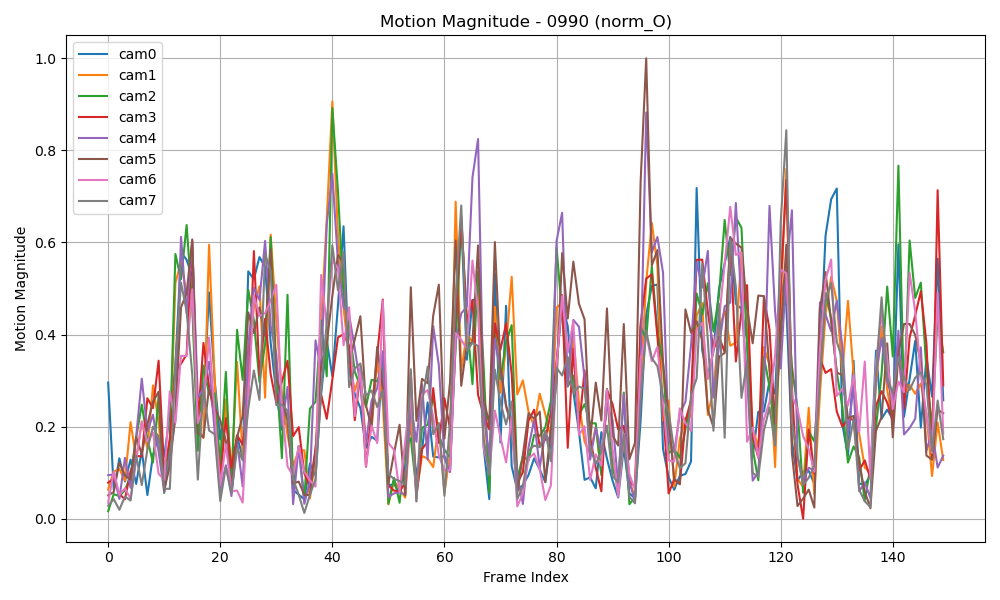 Motion Magnitude - 0990 (norm_O)
cam0
cam1
cam2
cam3
cam4
cam5
cam6
cam7
Motion Magnitude
1.0
0.8
0.6
0.4
0.2
0.0
0 20 40 60 80 100 120 140
Frame Index